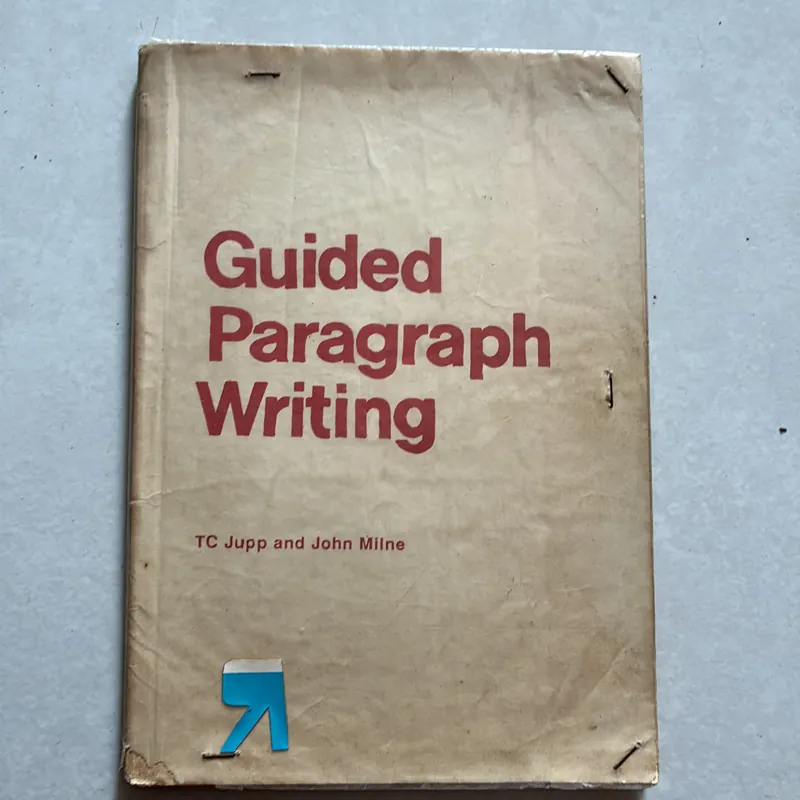 Guided
Paragraph
Writing
TC Jupp and John Milne